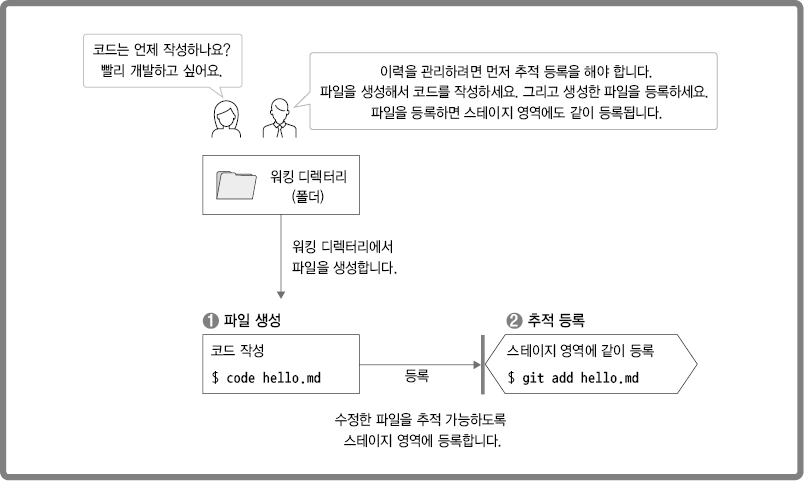 코드는 언제 작성하나요?
빨리 개발하고 싶어요.
이력을 관리하려면 먼저 추적 등록을 해야 합니다.
파일을 생성해서 코드를 작성하세요. 그리고 생성한 파일을 등록하세요.
파일을 등록하면 스테이지 영역에도 같이 등록됩니다.
워킹 디렉터리
(폴더)
워킹 디렉터리에서
파일을 생성합니다.
1 파일 생성
코드 작성
$ code hello.md
등록
2 추적 등록
스테이지 영역에 같이 등록
$ git add hello.md
수정한 파일을 추적 가능하도록
스테이지 영역에 등록합니다.